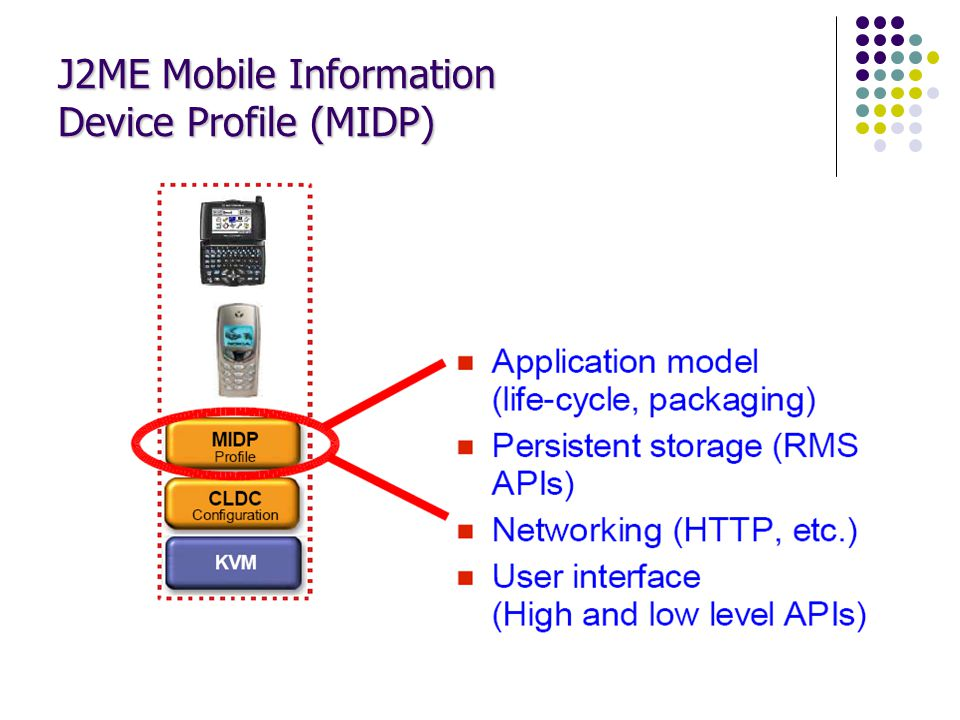 J2ME Mobile Information
Device Profile (MIDP)
MIDP
Profile
CLDC
Configuration
KVM
Application model
(life-cycle, packaging)
Persistent storage (RMS
APIs)
Networking (HTTP, etc.)
User interface
(High and low level APIs)